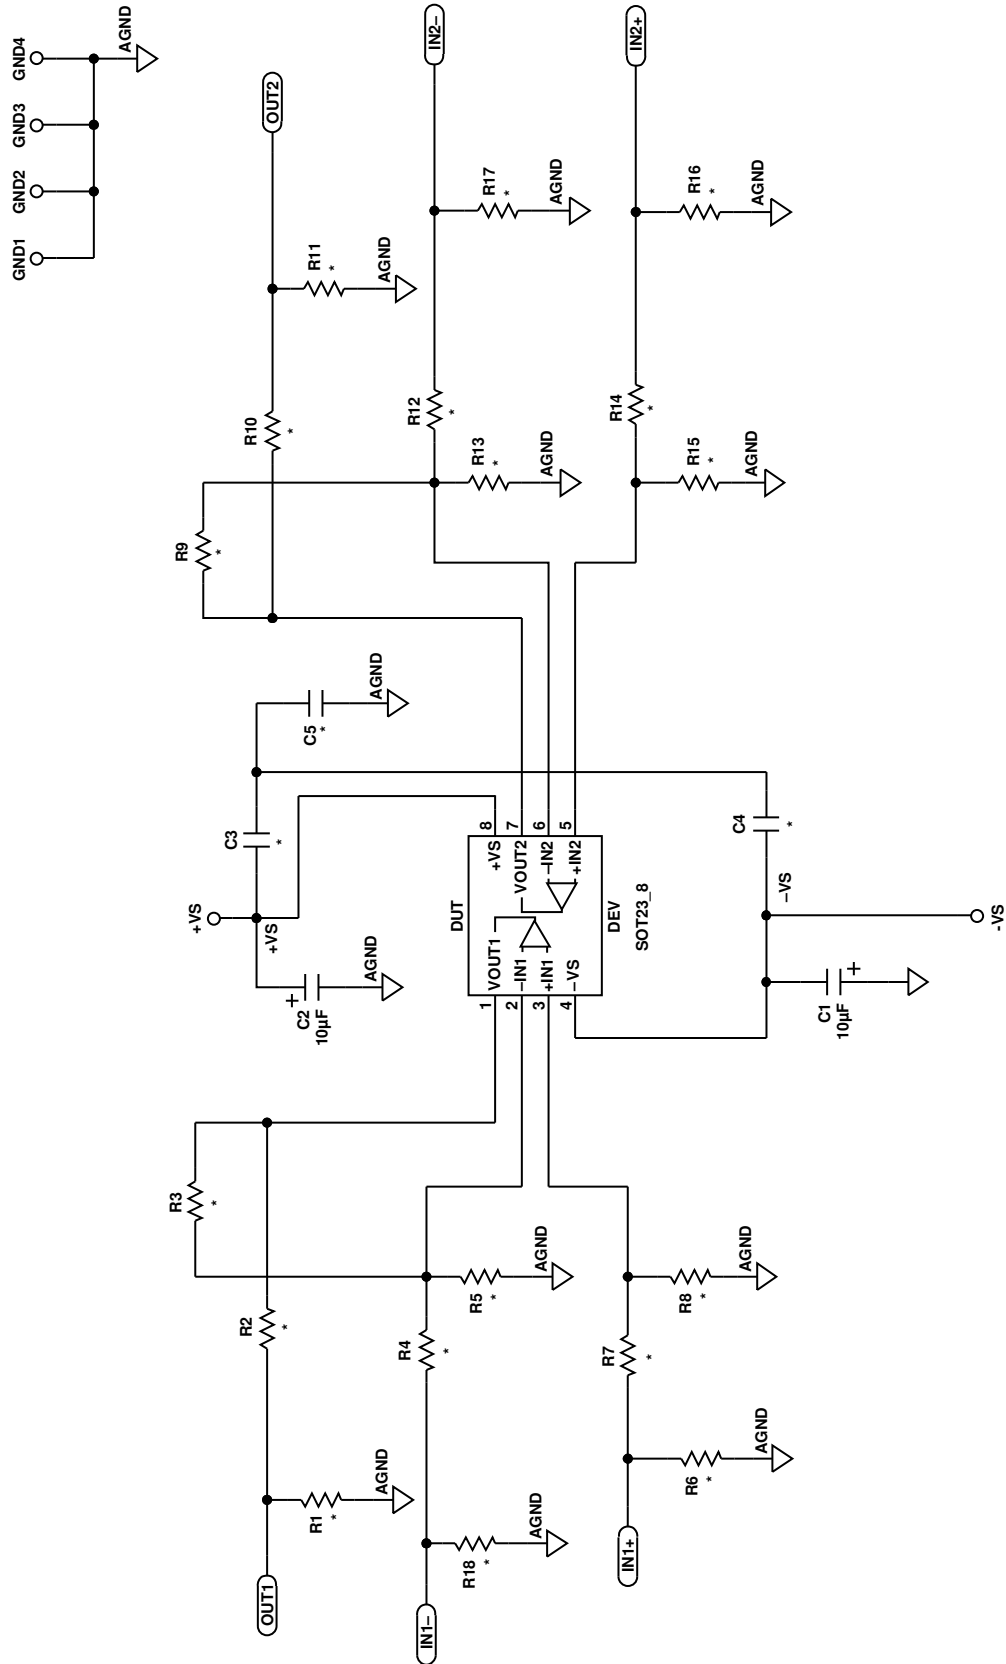 GND1
GND2
GND3
GND4
AGND
OUT2
IN2–
IN2+
R11
*
AGND
R17
*
AGND
R16
*
AGND
R10
*
R12
*
R14
*
R9
*
R13
*
AGND
R15
*
AGND
C5
*
AGND
C3
*
+VS
+VS
C2
10µF
+
AGND
C4
*
–VS
-VS
C1
10µF
+
DUT
1
VOUT1
2
–IN1
3
+IN1
4
–VS
8
+VS
7
VOUT2
6
–IN2
5
+IN2
DEV
SOT23_8
R3
*
R2
*
R4
*
R5
*
AGND
R7
*
R8
*
AGND
R1
*
AGND
R18
*
AGND
R6
*
AGND
OUT1
IN1–
IN1+